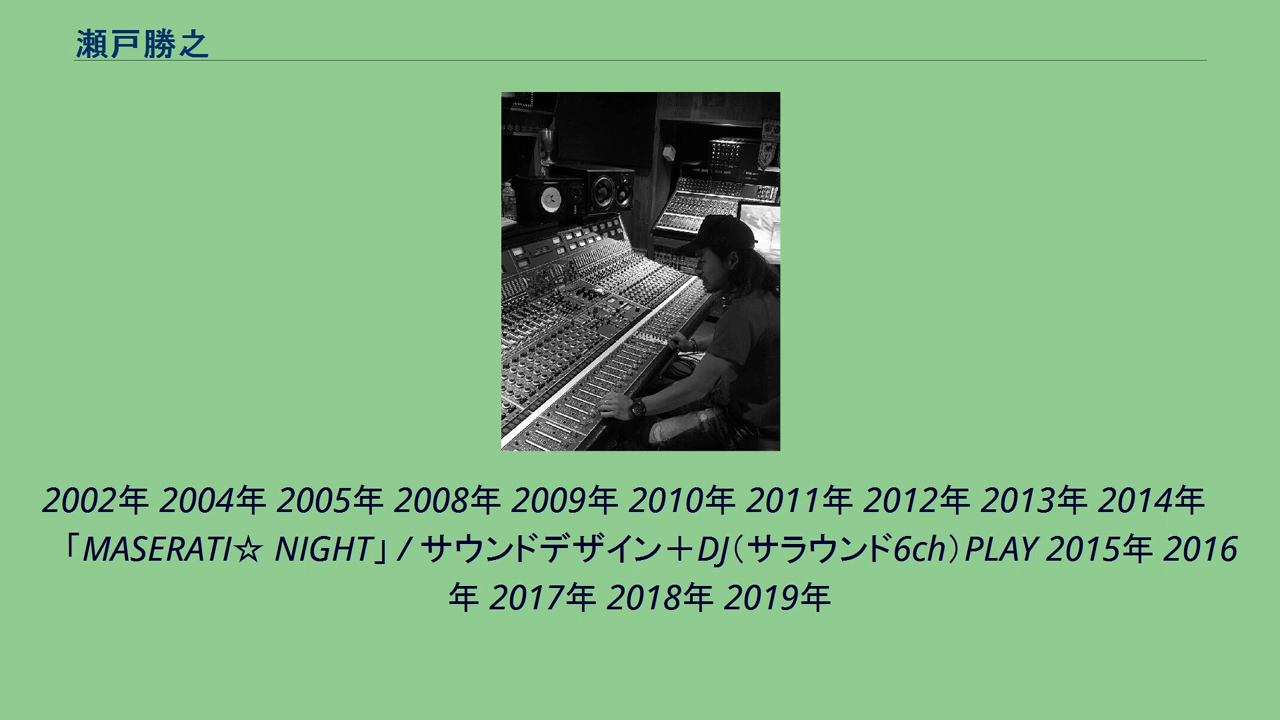 瀬戸勝之
2002年 2004年 2005年 2008年 2009年 2010年 2011年 2012年 2013年 2014年
「MASERATI☆ NIGHT」 / サウンドデザイン＋DJ（サラウンド6ch）PLAY 2015年 2016
年 2017年 2018年 2019年